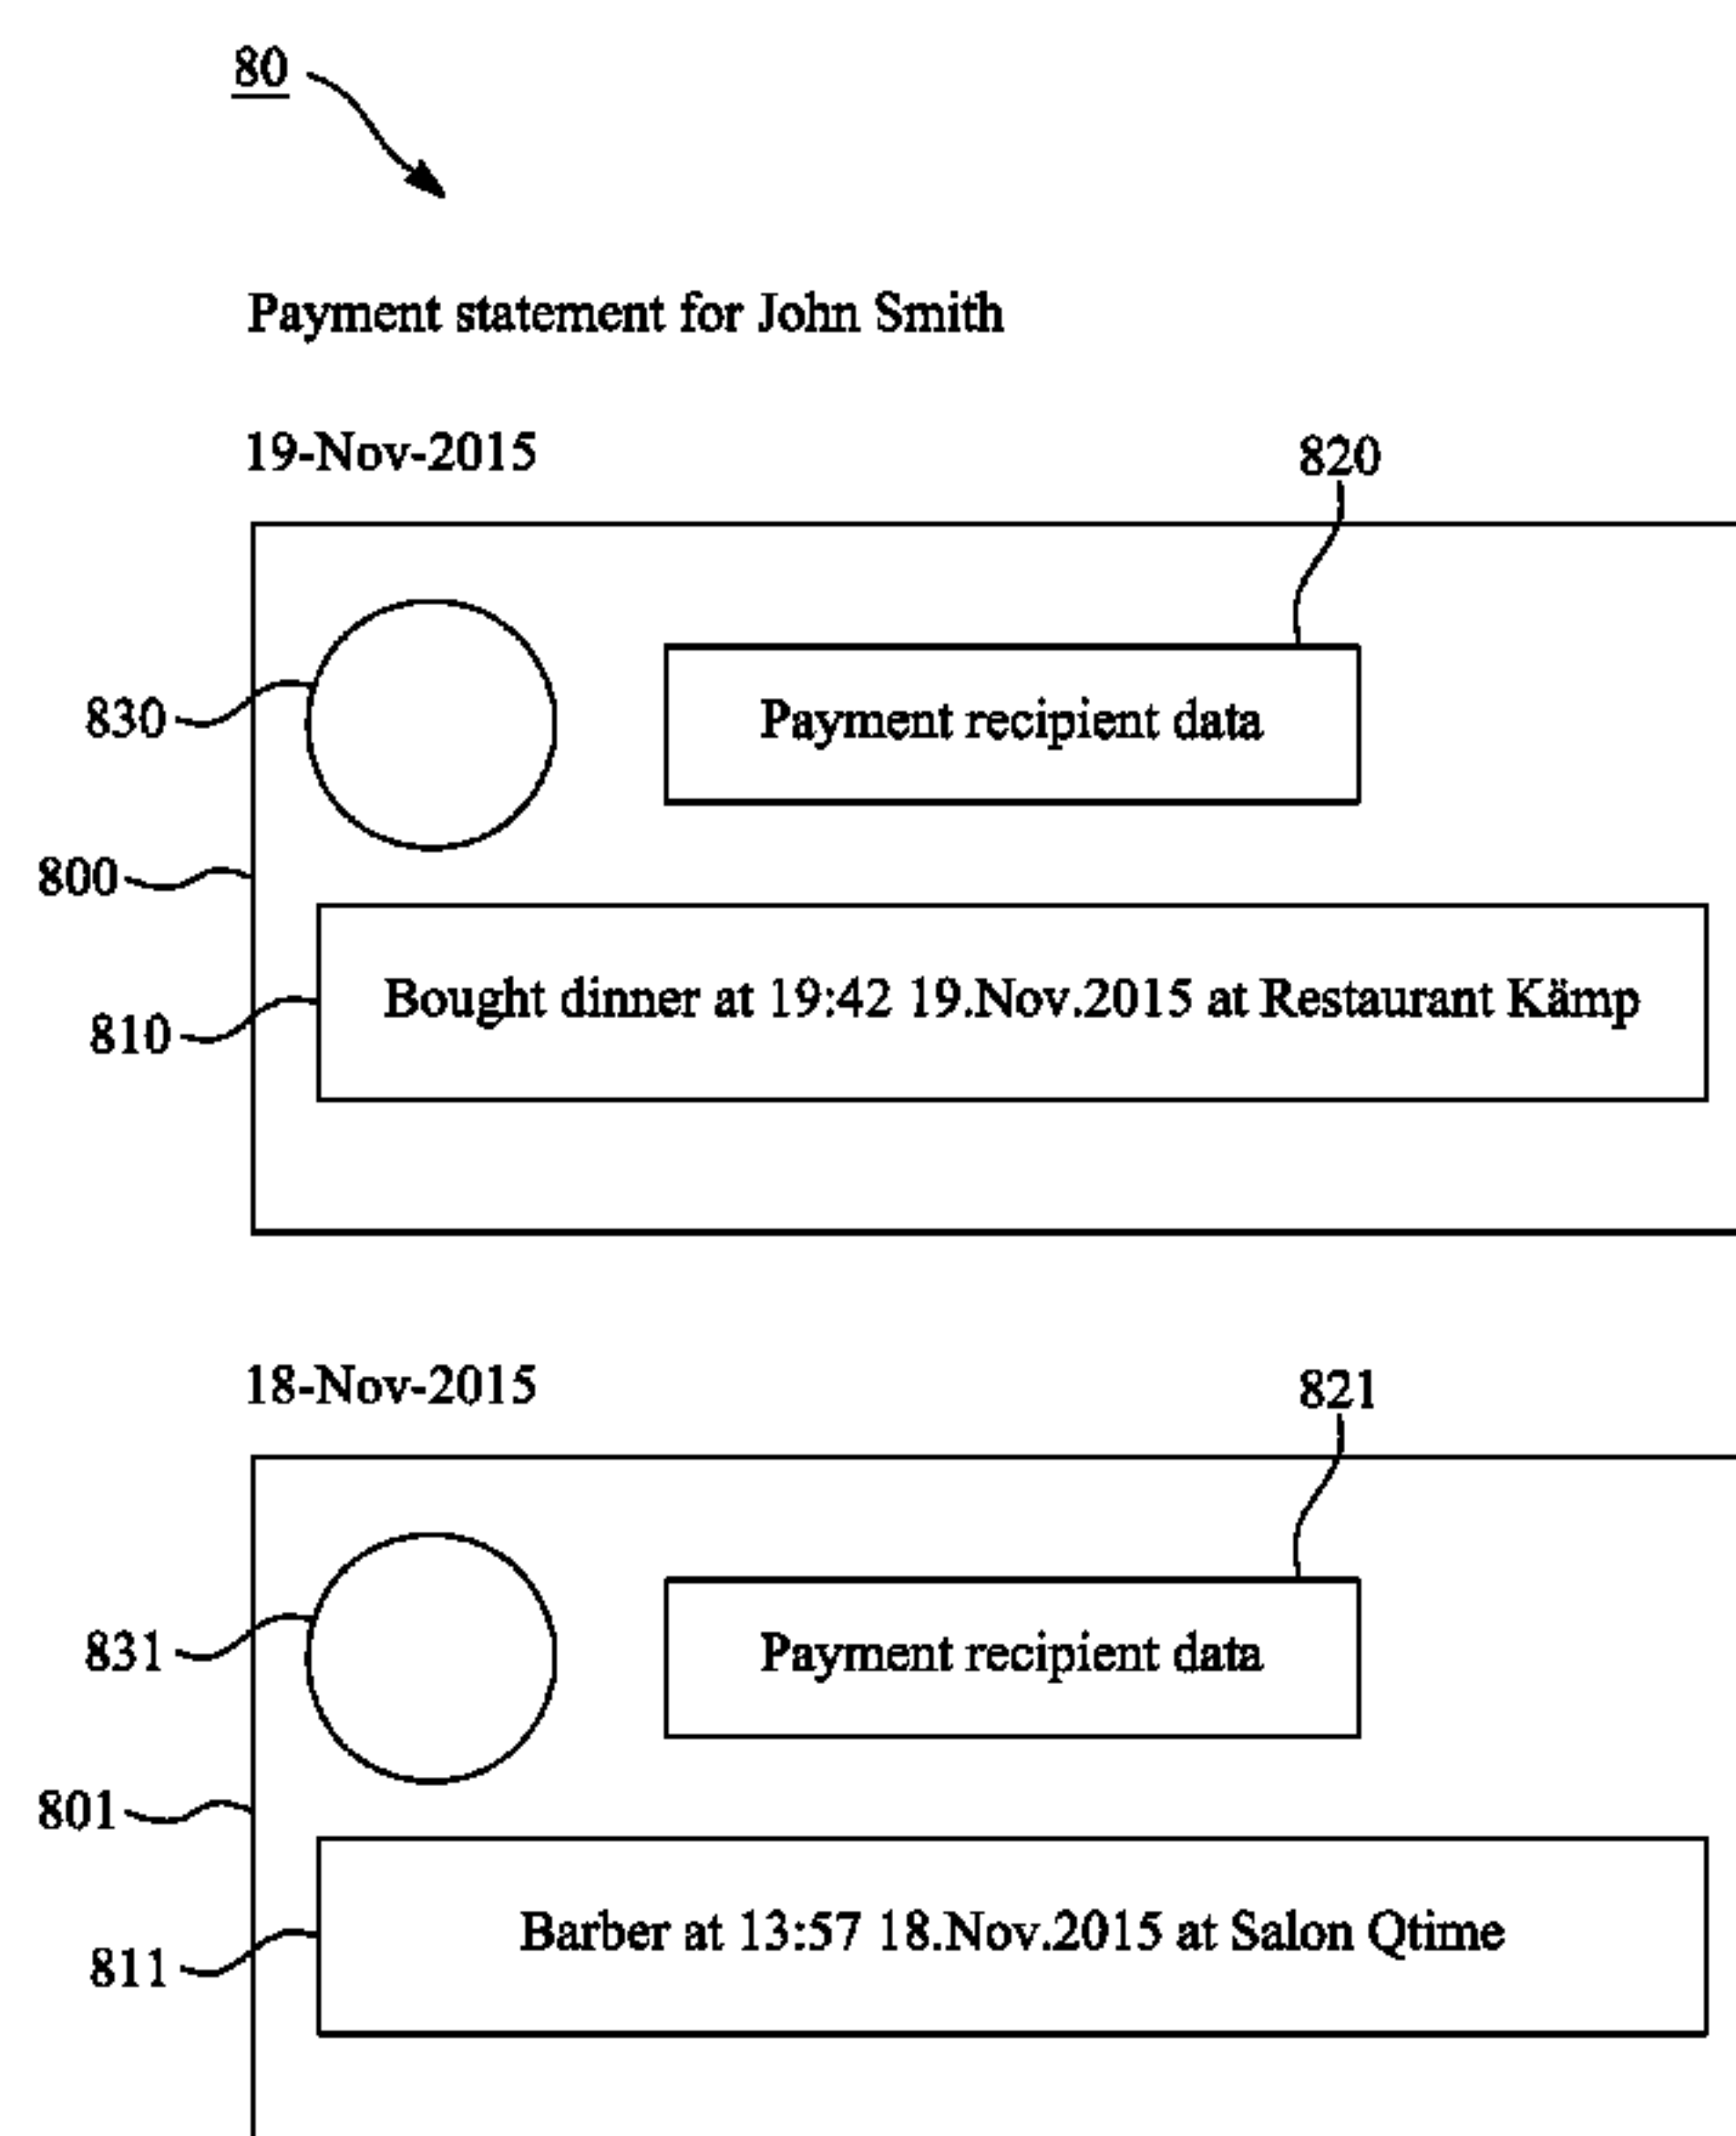 80
Payment statement for John Smith
19-Nov-2015
820
830
Payment recipient data
800
Bought dinner at 19:42 19.Nov.2015 at Restaurant Kämp
810
18-Nov-2015
821
831
Payment recipient data
801
Barber at 13:57 18.Nov.2015 at Salon Qtime
811